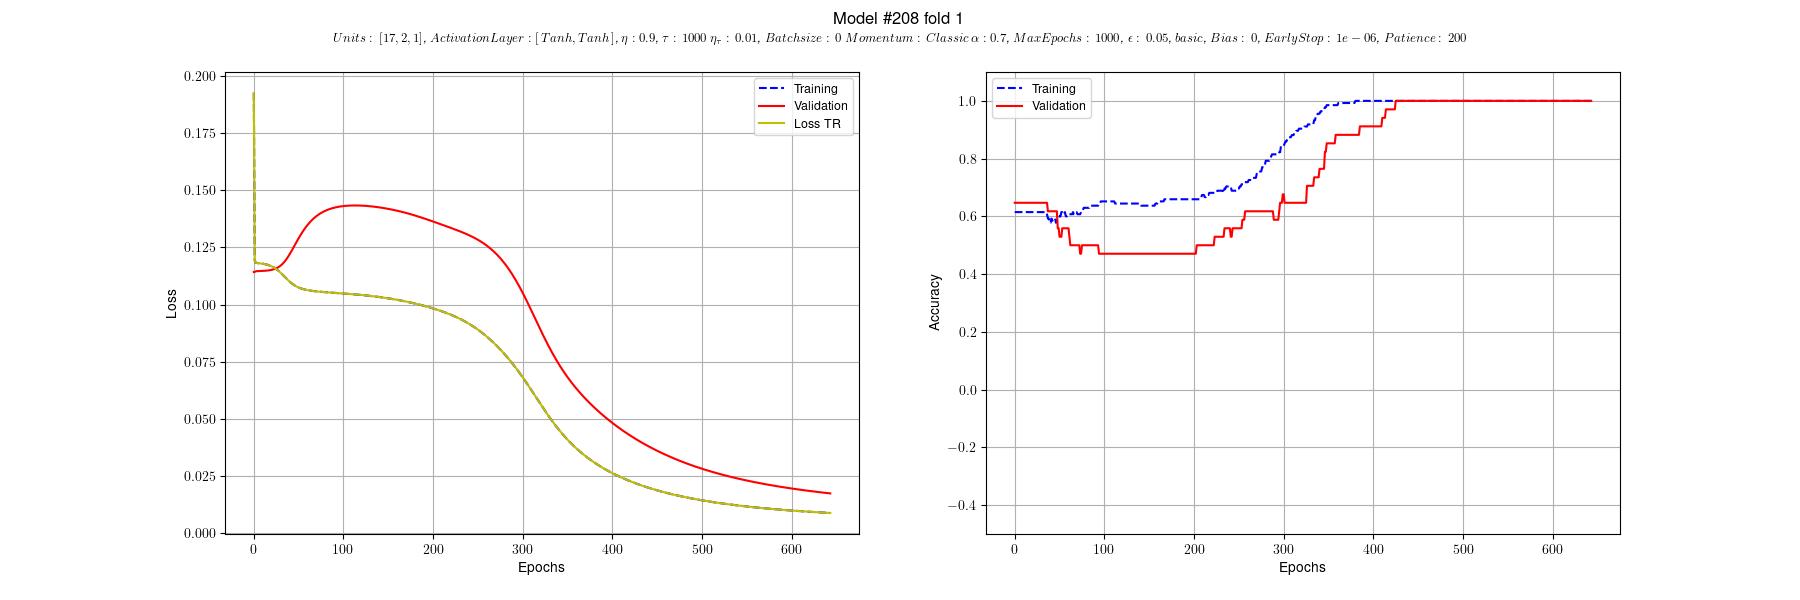 Model #208 fold 1
Units : [17, 2, 1], ActivationLayer : [Tanh, Tanh], η : 0.9, τ : 1000 ητ : 0.01, Batchsize : 0 Momentum : Classic α : 0.7, MaxEpochs : 1000, ϵ : 0.05, basic, Bias : 0, EarlyStop : 1e − 06, Patience : 200
0.200
0.175
0.150
0.125
0.100
0.075
0.050
0.025
0.000
Loss
Training
Validation
Loss TR
0 100 200 300 400 500 600
Epochs
1.0
0.8
0.6
0.4
0.2
0.0
−0.2
−0.4
Accuracy
Training
Validation
0 100 200 300 400 500 600
Epochs